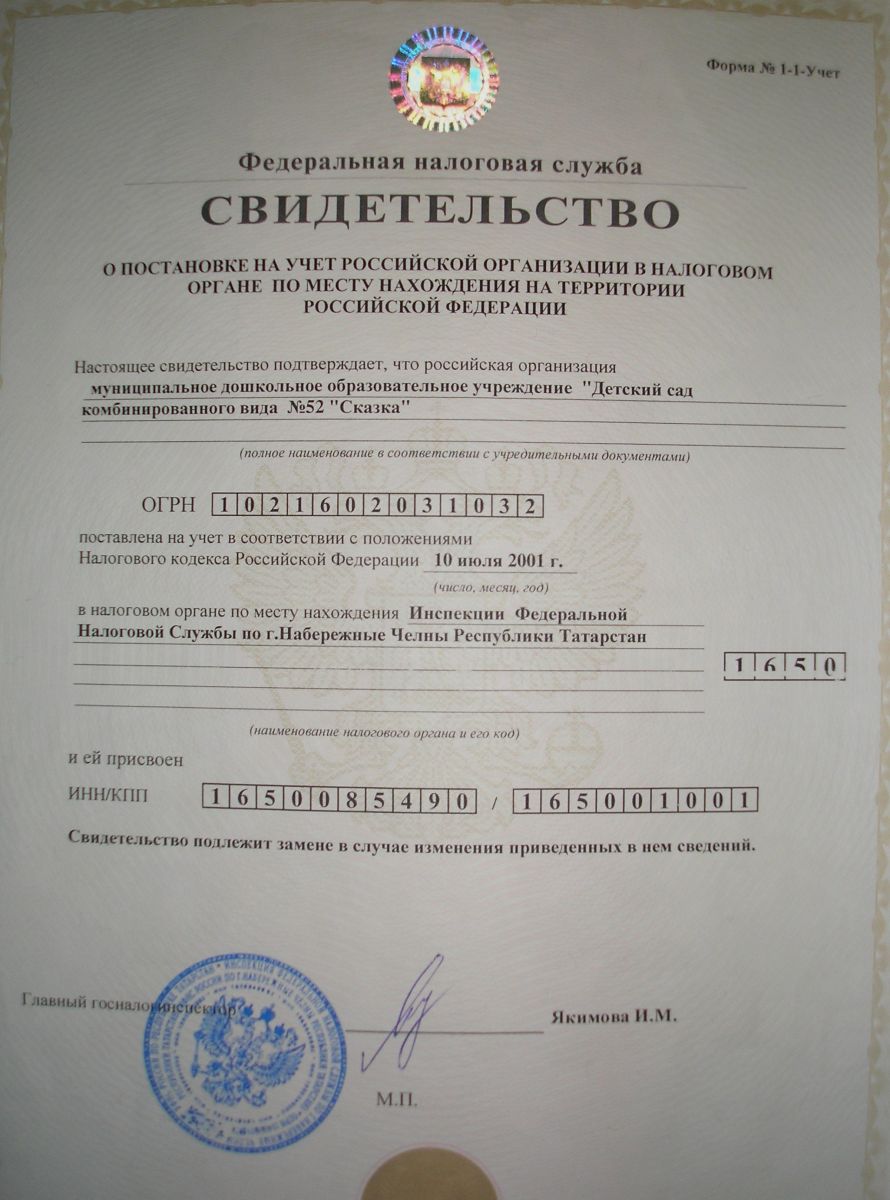 Форма № 1-1-Учет
Федеральная налоговая служба
СВИДЕТЕЛЬСТВО
О ПОСТАНОВКЕ НА УЧЕТ РОССИЙСКОЙ ОРГАНИЗАЦИИ В НАЛОГОВОМ
ОРГАНЕ ПО МЕСТУ НАХОЖДЕНИЯ НА ТЕРРИТОРИИ
РОССИЙСКОЙ ФЕДЕРАЦИИ
Настоящее свидетельство подтверждает, что российская организация
муниципальное дошкольное образовательное учреждение "Детский сад
комбинированного вида №52 "Сказка"
(полное наименование в соответствии с учредительными документами)
ОГРН 1021602031032
поставлена на учет в соответствии с положениями
Налогового кодекса Российской Федерации 10 июля 2001 г.
(число, месяц, год)
в налоговом органе по месту нахождения Инспекции Федеральной
Налоговой Службы по г.Набережные Челны Республики Татарстан
1650
(наименование налогового органа и его код)
и ей присвоен
ИНН/КПП 1650085490 / 165001001
Свидетельство подлежит замене в случае изменения приведенных в нем сведений.
Главный госналогинспектор
Якимова И.М.
М.П.